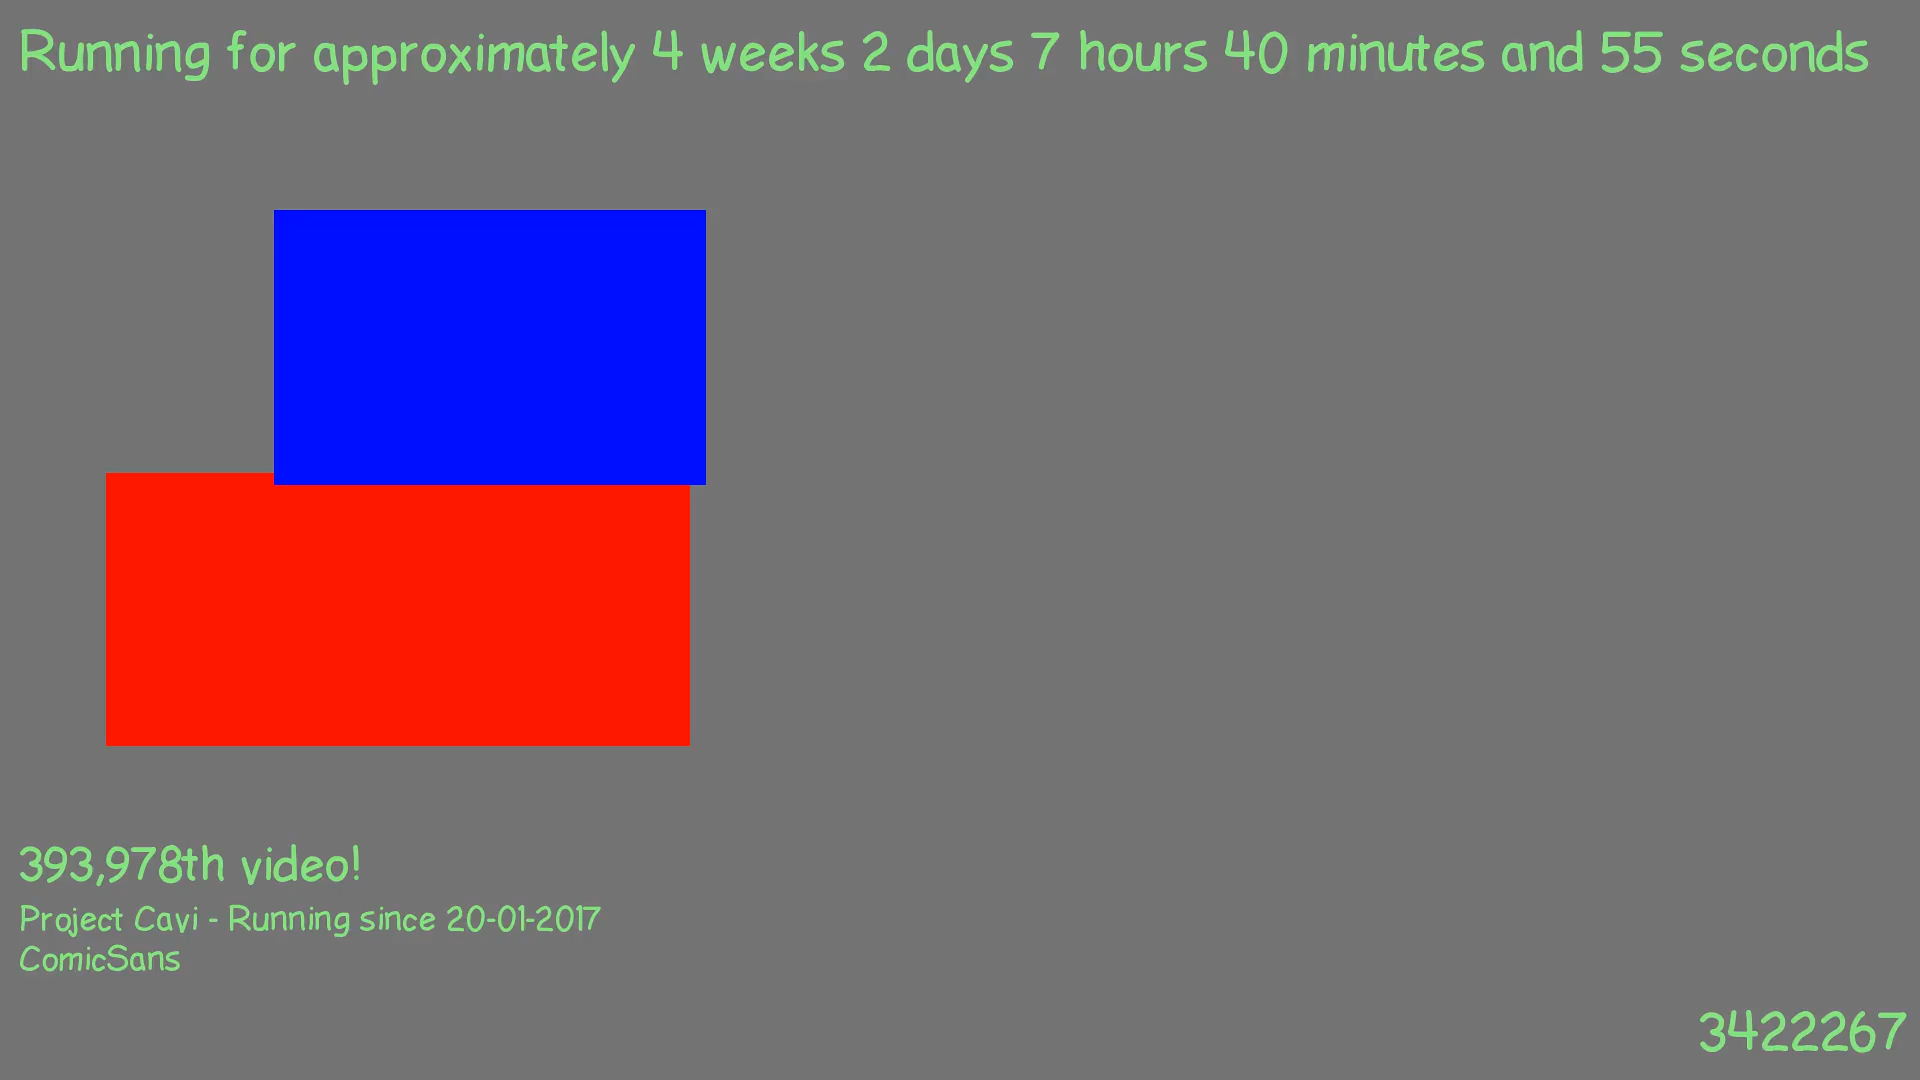 Running for approximately 4 weeks 2 days 7 hours 40 minutes and 55 seconds
393,978th video!
Project Cavi - Running since 20-01-2017
ComicSans
3422267